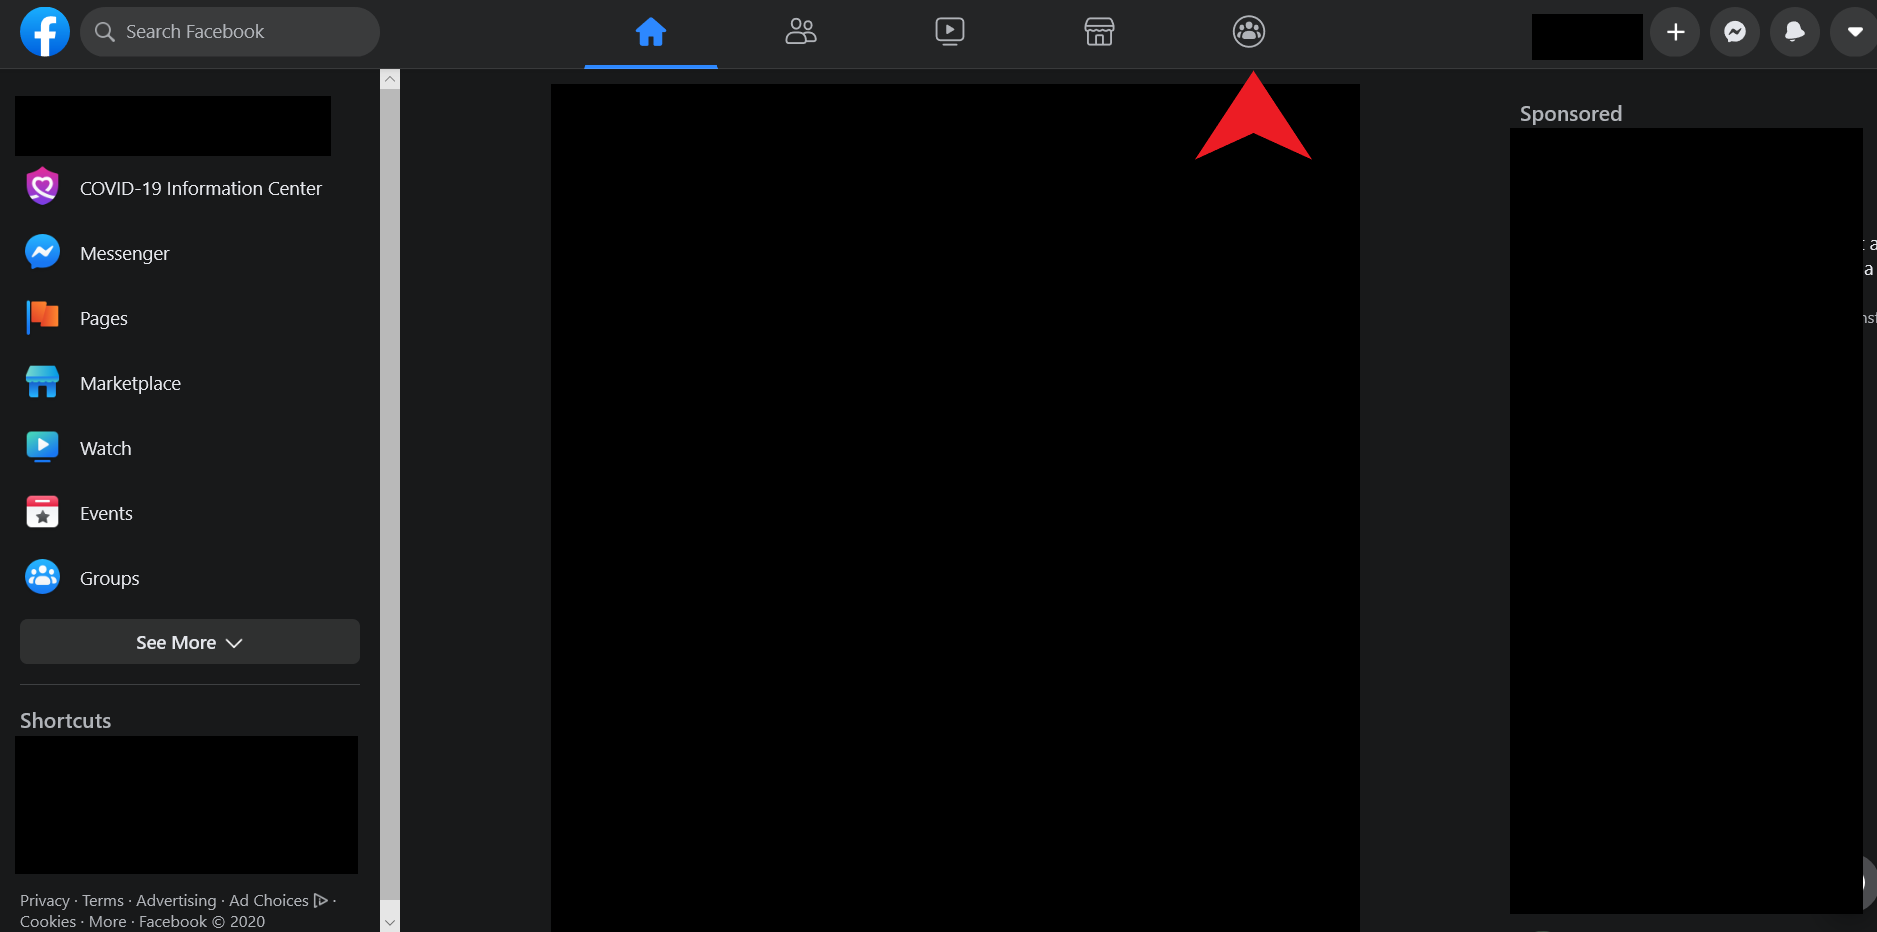 Search Facebook
COVID-19 Information Center
Messenger
Pages
Marketplace
Watch
Events
Groups
See More
Shortcuts
Privacy · Terms · Advertising · Ad Choices ·
Cookies · More · Facebook © 2020
Sponsored
a
a